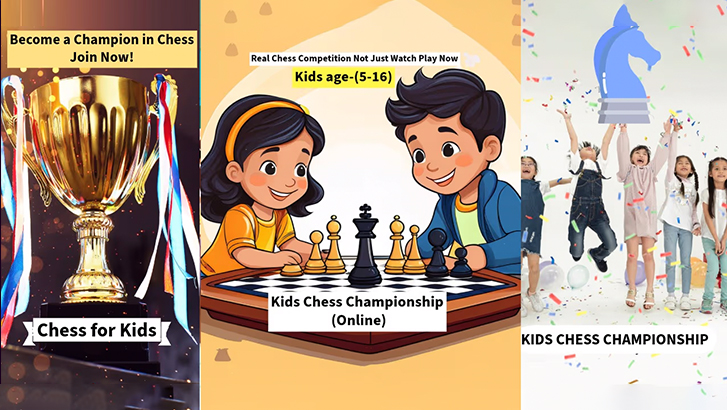 Become a Champion in Chess
Join Now!
Chess for Kids
Real Chess Competition Not Just Watch Play Now
Kids age-(5-16)
Kids Chess Championship
(Online)
KIDS CHESS CHAMPIONSHIP